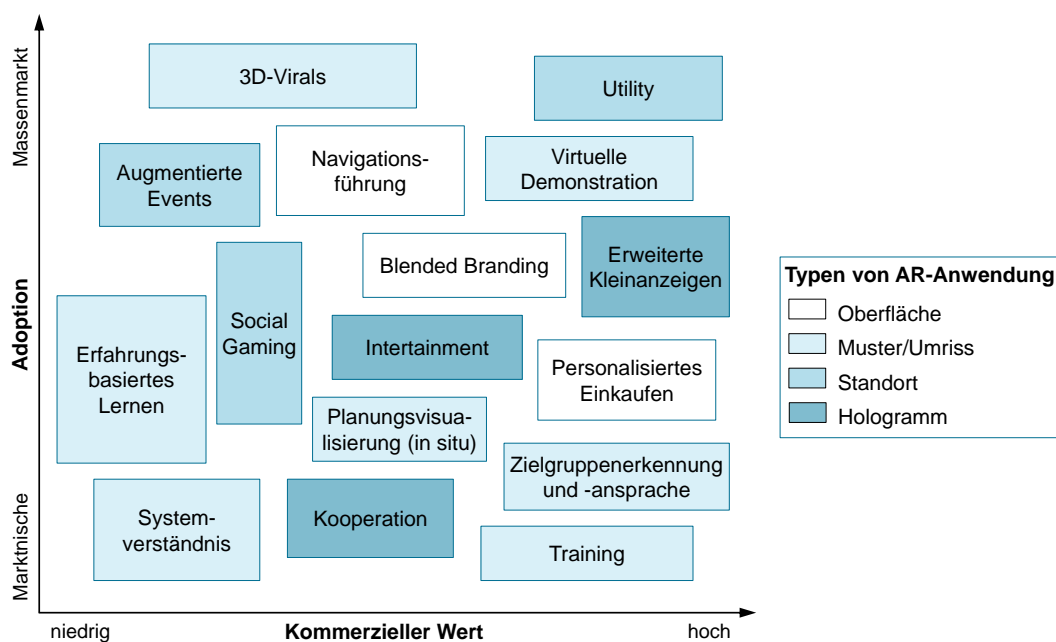 Massenmarkt
Adoption
Marktnische
3D-Virals
Utility
Augmentierte
Events
Navigations-
führung
Virtuelle
Demonstration
Blended Branding
Erweiterte
Kleinanzeigen
Social
Gaming
Erfahrungs-
basiertes
Lernen
Intertainment
Personalisiertes
Einkaufen
Planungsvisua-
lisierung (in situ)
Zielgruppenerkennung
und -ansprache
System-
verständnis
Kooperation
Training
niedrig
Kommerzieller Wert
hoch
Typen von AR-Anwendung
Oberfläche
Muster/Umriss
Standort
Hologramm